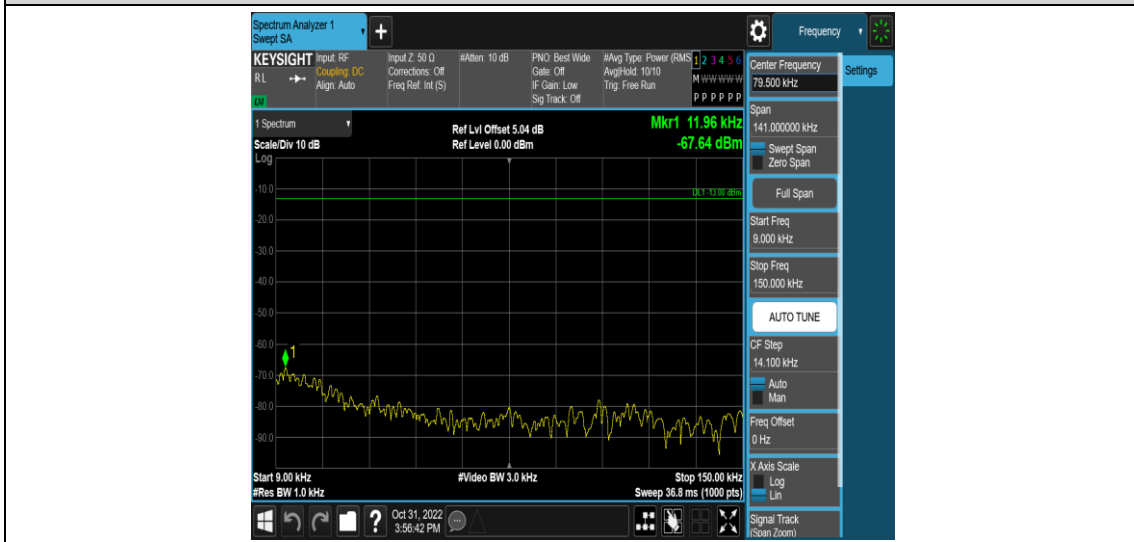 Spectrum Analyzer 1
Swept SA
+
Frequency
KEYSIGHT
RL
LXI
Input: RF
Coupling: DC
Align: Auto
Input Z: 50 Ω
Corrections: Off
Freq Ref: Int (S)
#Atten: 10 dB
PNO: Best Wide
Gate: Off
IF Gain: Low
Sig Track: Off
#Avg Type: Power (RMS
Avg|Hold: 10/10
Trig: Free Run
1 2 3 4 5 6
M W W W W W
P P P P P P
1 Spectrum
Scale/Div 10 dB
Log
Ref Lvl Offset 5.04 dB
Ref Level 0.00 dBm
Mkr1 11.96 kHz
-67.64 dBm
DL1 -13.00 dBm
-10.0
-20.0
-30.0
-40.0
-50.0
-60.0
1
-70.0
-80.0
-90.0
Start 9.00 kHz
#Video BW 3.0 kHz
Stop 150.00 kHz
#Res BW 1.0 kHz
Sweep 36.8 ms (1000 pts)
?
Oct 31, 2022
3:56:42 PM
Center Frequency
79.500 kHz
Settings
Span
141.000000 kHz
Swept Span
Zero Span
Full Span
Start Freq
9.000 kHz
Stop Freq
150.000 kHz
AUTO TUNE
CF Step
14.100 kHz
Auto
Man
Freq Offset
0 Hz
X Axis Scale
Log
Lin
Signal Track
(Span Zoom)